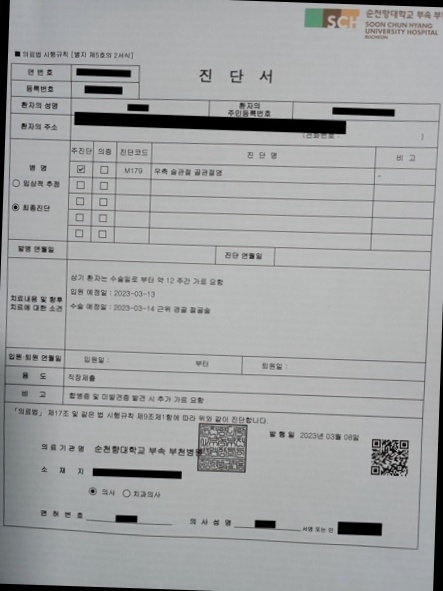 SCH 순천향대학교 부속 부천
SOON CHUN HYANG
UNIVERSITY HOSPITAL
BUCHEON
■ 의료법 시행규칙 [별지 제5호의 2서식]
진 단 서
연 번 호
등록번호
환자의 성명 환자의 주민등록번호
환자의 주소 (전화번호 :
병 명 주진단 의증 진단코드 진 단 명 비 고
○ 임상적 추정 M179 우측 슬관절 골관절염 -
● 최종진단
발병 연월일 진단 연월일
치료내용 및 향후 치료에 대한 소견
상기 환자는 수술일로 부터 약 12 주간 가료 요함
입원 예정일 : 2023-03-13
수술 예정일 : 2023-03-14 근위 경골 절골술
입원·퇴원 연월일 입원일 : 부터 퇴원일 :
용 도 직장제출
비 고 합병증 및 미발견증 발견 시 추가 가료 요함
「의료법」 제17조 및 같은 법 시행규칙 제9조제1항에 따라 위와 같이 진단합니다.
발 행 일 2023년 03월 08일
의 료 기 관 명 순천향대학교 부속 부천병원
소 재 지
● 의사 ○ 치과의사
면 허 번 호 의 사 성 명 서명 또는 인